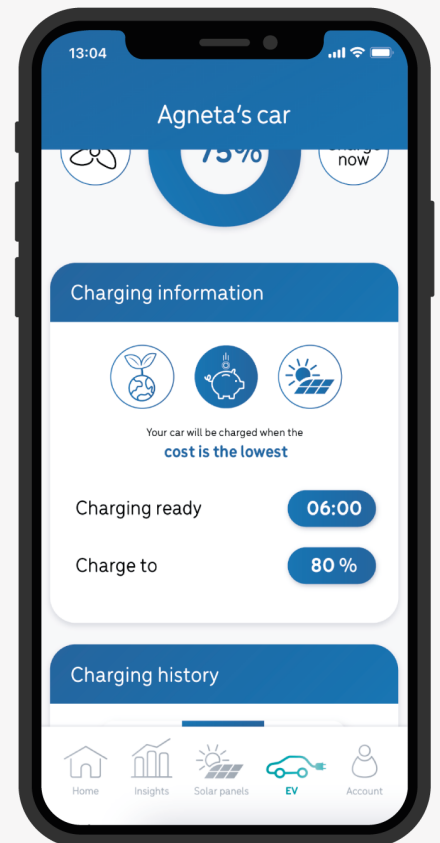 13:04
Agneta's car
75%
now
Charging information
Your car will be charged when the
cost is the lowest
Charging ready
06:00
Charge to
80 %
Charging history
Home
Insights
Solar panels
EV
Account